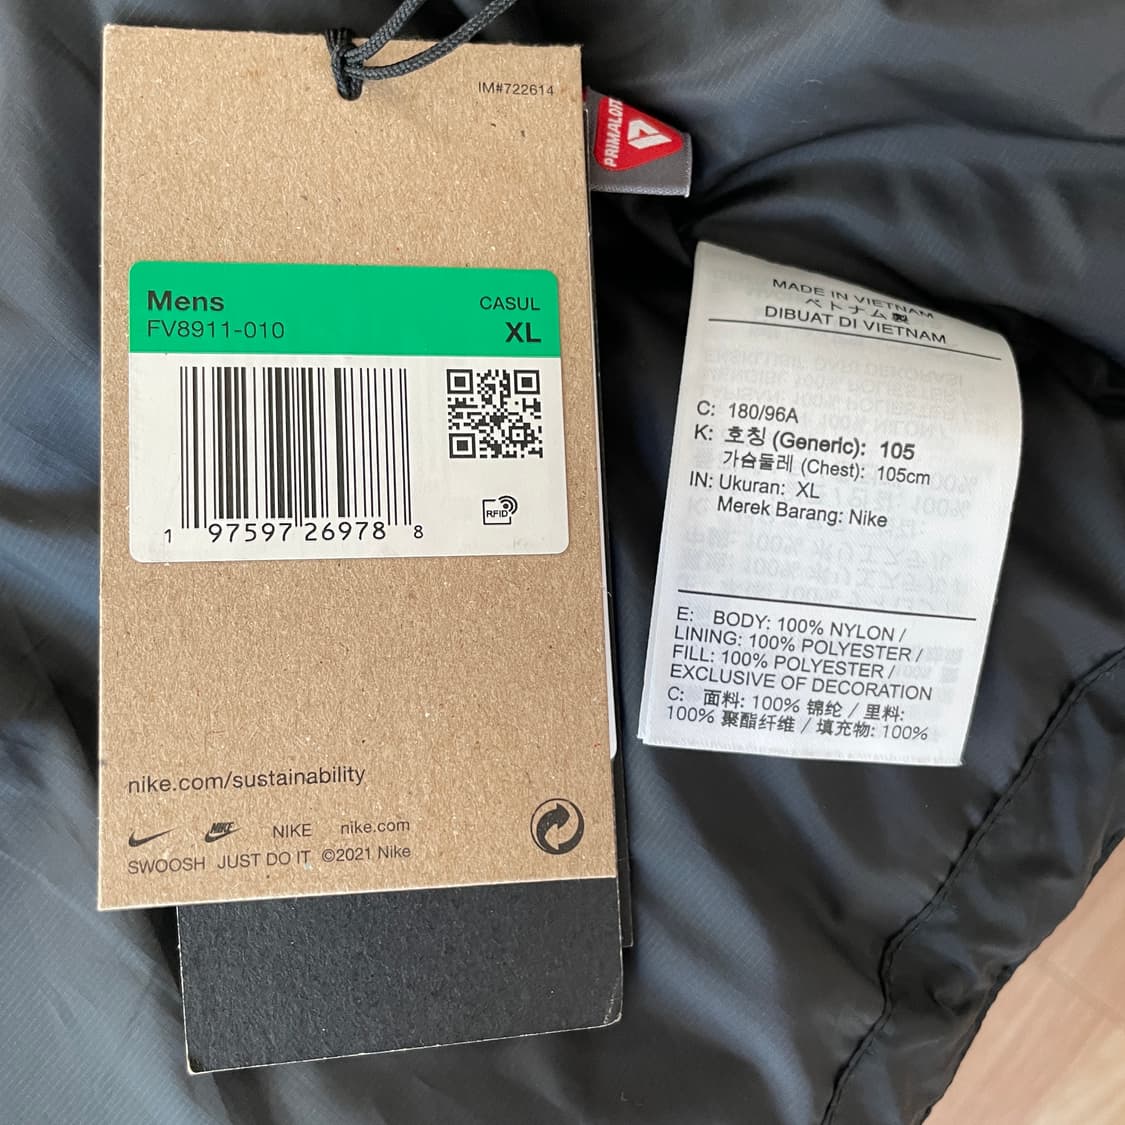 IM#722614
PRIMALOFT
Mens
CASUL
FV8911-010
XL
RFID
1 97597 26978 8
nike.com/sustainability
NIKE
NIKE nike.com
SWOOSH JUST DO IT ©2021 Nike
MADE IN VIETNAM
ベトナム製
DIBUAT DI VIETNAM
C: 180/96A
K: 호칭 (Generic): 105
가슴둘레 (Chest): 105cm
IN: Ukuran: XL
Merek Barang: Nike
E: BODY: 100% NYLON /
LINING: 100% POLYESTER /
FILL: 100% POLYESTER /
EXCLUSIVE OF DECORATION
C: 面料: 100% 锦纶 / 里料:
100% 聚酯纤维 / 填充物: 100%